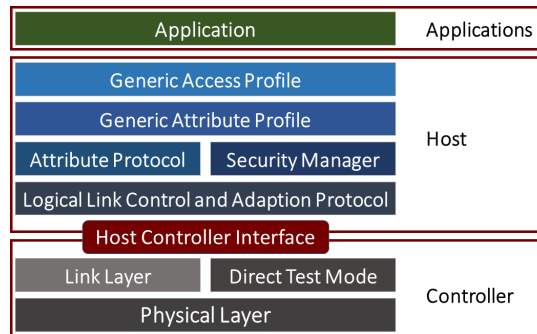 Application
Applications
Generic Access Profile
Generic Attribute Profile
Host
Attribute Protocol
Security Manager
Logical Link Control and Adaption Protocol
Host Controller Interface
Link Layer
Direct Test Mode
Controller
Physical Layer